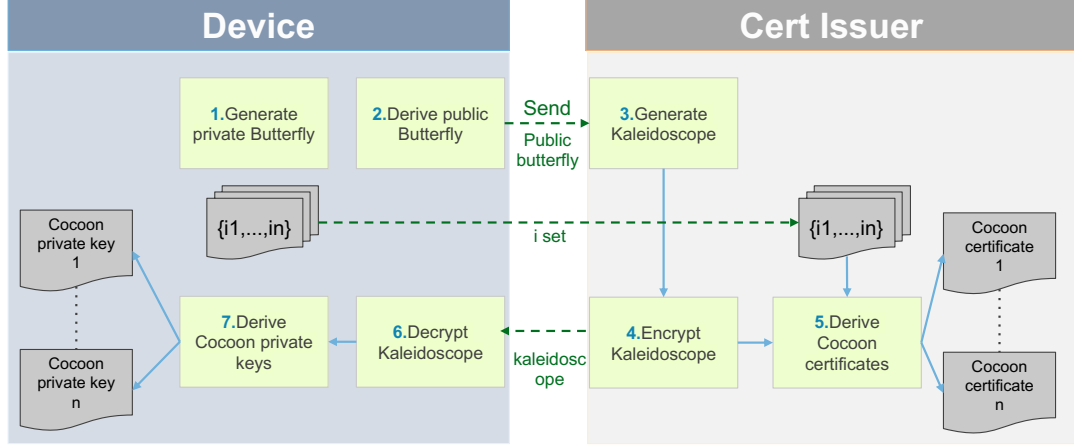 Device
Cert Issuer
1.Generate
private Butterfly
2.Derive public
Butterfly
Send
Public
butterfly
3.Generate
Kaleidoscope
{i1,...,in}
i set
{i1,...,in}
Cocoon
private key
1
Cocoon
certificate
1
7.Derive
Cocoon private
keys
6.Decrypt
Kaleidoscope
kaleidosc
ope
4.Encrypt
Kaleidoscope
5.Derive
Cocoon
certificates
Cocoon
private key
n
Cocoon
certificate
n